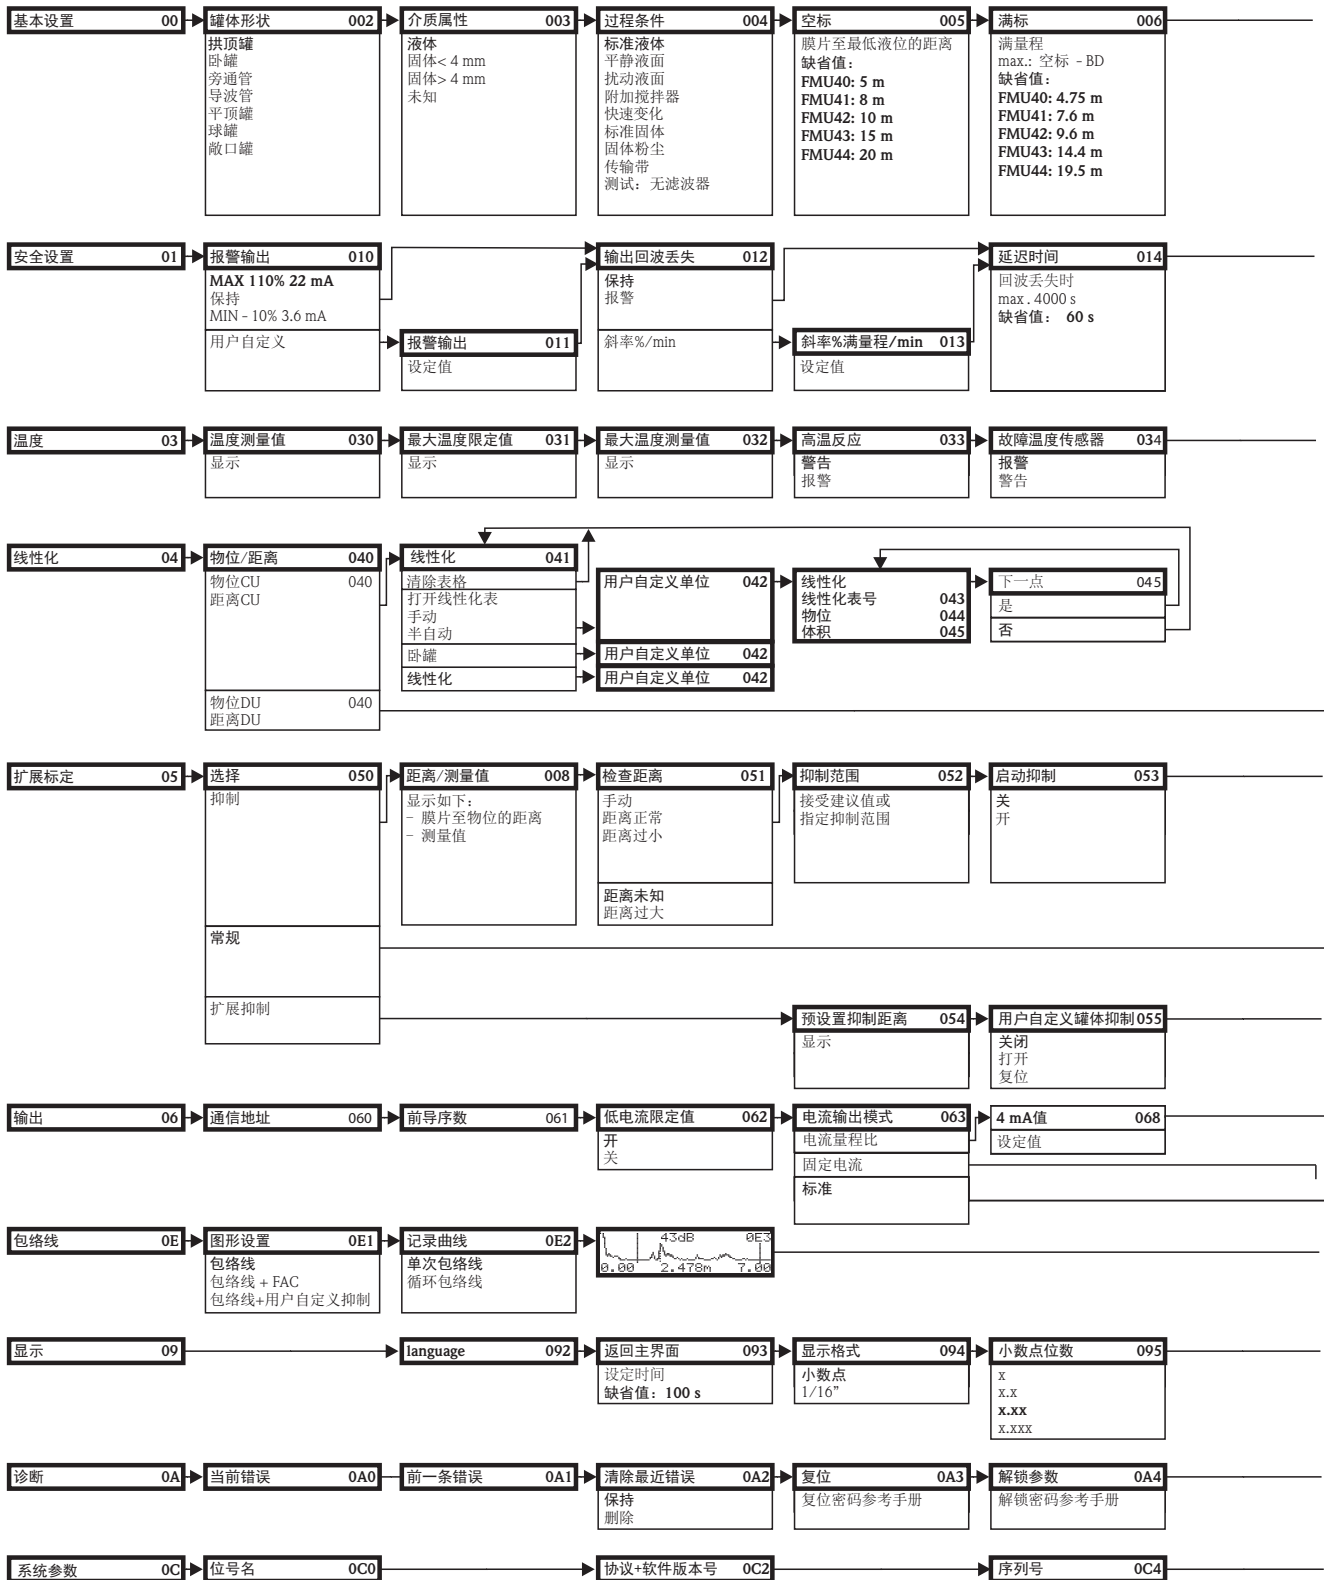 基本设置 00
罐体形状 002
拱顶罐
卧罐
旁通管
导波管
平顶罐
球罐
敞口罐
介质属性 003
液体
固体< 4 mm
固体> 4 mm
未知
过程条件 004
标准液体
平静液面
扰动液面
附加搅拌器
快速变化
标准固体
固体粉尘
传输带
测试：无滤波器
空标 005
膜片至最低液位的距离
缺省值：
FMU40: 5 m
FMU41: 8 m
FMU42: 10 m
FMU43: 15 m
FMU44: 20 m
满标 006
满量程
max.: 空标 - BD
缺省值：
FMU40: 4.75 m
FMU41: 7.6 m
FMU42: 9.6 m
FMU43: 14.4 m
FMU44: 19.5 m
安全设置 01
报警输出 010
MAX 110% 22 mA
保持
MIN - 10% 3.6 mA
用户自定义
报警输出 011
设定值
输出回波丢失 012
保持
报警
斜率%/min
斜率%满量程/min 013
设定值
延迟时间 014
回波丢失时
max . 4000 s
缺省值： 60 s
温度 03
温度测量值 030
显示
最大温度限定值 031
显示
最大温度测量值 032
显示
高温反应 033
警告
报警
故障温度传感器 034
报警
警告
线性化 04
物位/距离 040
物位CU 040
距离CU
物位DU 040
距离DU
线性化 041
清除表格
打开线性化表
手动
半自动
卧罐
线性化
用户自定义单位 042
用户自定义单位 042
用户自定义单位 042
线性化
线性化表号 043
物位 044
体积 045
下一点 045
是
否
扩展标定 05
选择 050
抑制
常规
扩展抑制
距离/测量值 008
显示如下：
- 膜片至物位的距离
- 测量值
检查距离 051
手动
距离正常
距离过小
距离未知
距离过大
抑制范围 052
接受建议值或
指定抑制范围
启动抑制 053
关
开
预设置抑制距离 054
显示
用户自定义罐体抑制 055
关闭
打开
复位
输出 06
通信地址 060
前导序数 061
低电流限定值 062
开
关
电流输出模式 063
电流量程比
固定电流
标准
4 mA值 068
设定值
包络线 0E
图形设置 0E1
包络线
包络线 + FAC
包络线+用户自定义抑制
记录曲线 0E2
单次包络线
循环包络线
43dB 0E3
0.00 2.478m 7.00
显示 09
language 092
返回主界面 093
设定时间
缺省值：100 s
显示格式 094
小数点
1/16”
小数点位数 095
x
x.x
x.xx
x.xxx
诊断 0A
当前错误 0A0
前一条错误 0A1
清除最近错误 0A2
保持
删除
复位 0A3
复位密码参考手册
解锁参数 0A4
解锁密码参考手册
系统参数 0C
位号名 0C0
协议+软件版本号 0C2
序列号 0C4